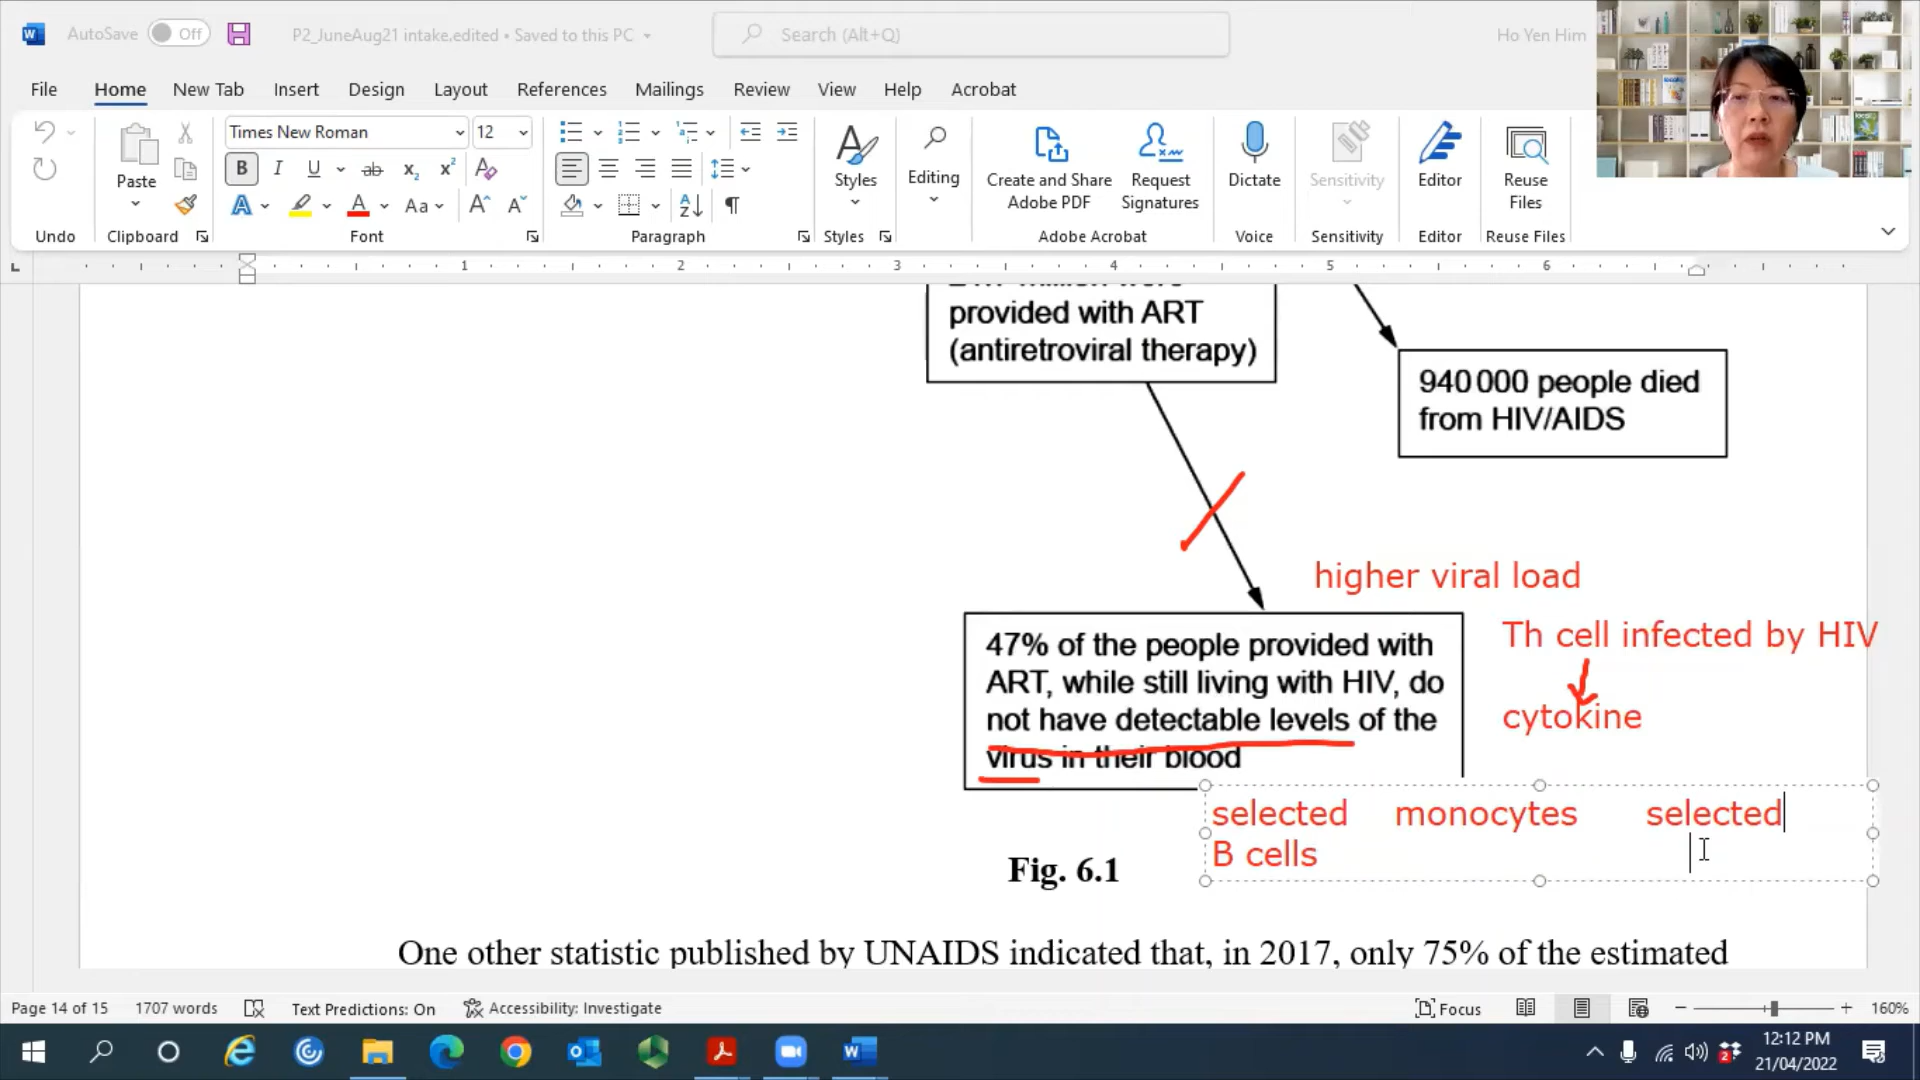 AutoSave Off
P2_JuneAug21 intake,edited • Saved to this PC
Search (Alt+Q)
Ho Yen Him
File Home New Tab Insert Design Layout References Mailings Review View Help Acrobat
Times New Roman 12
Paste
Styles
Editing
Create and Share
Adobe PDF
Request
Signatures
Dictate
Sensitivity
Editor
Reuse
Files
Undo Clipboard Font Paragraph Styles Adobe Acrobat Voice Sensitivity Editor Reuse Files
1 2 3 4 5 6
provided with ART
(antiretroviral therapy)
940 000 people died
from HIV/AIDS
higher viral load
47% of the people provided with
ART, while still living with HIV, do
not have detectable levels of the
virus in their blood
Th cell infected by HIV
cytokine
selected monocytes selected
B cells
Fig. 6.1
One other statistic published by UNAIDS indicated that, in 2017, only 75% of the estimated
Page 14 of 15 1707 words Text Predictions: On Accessibility: Investigate Focus 160%
12:12 PM
21/04/2022